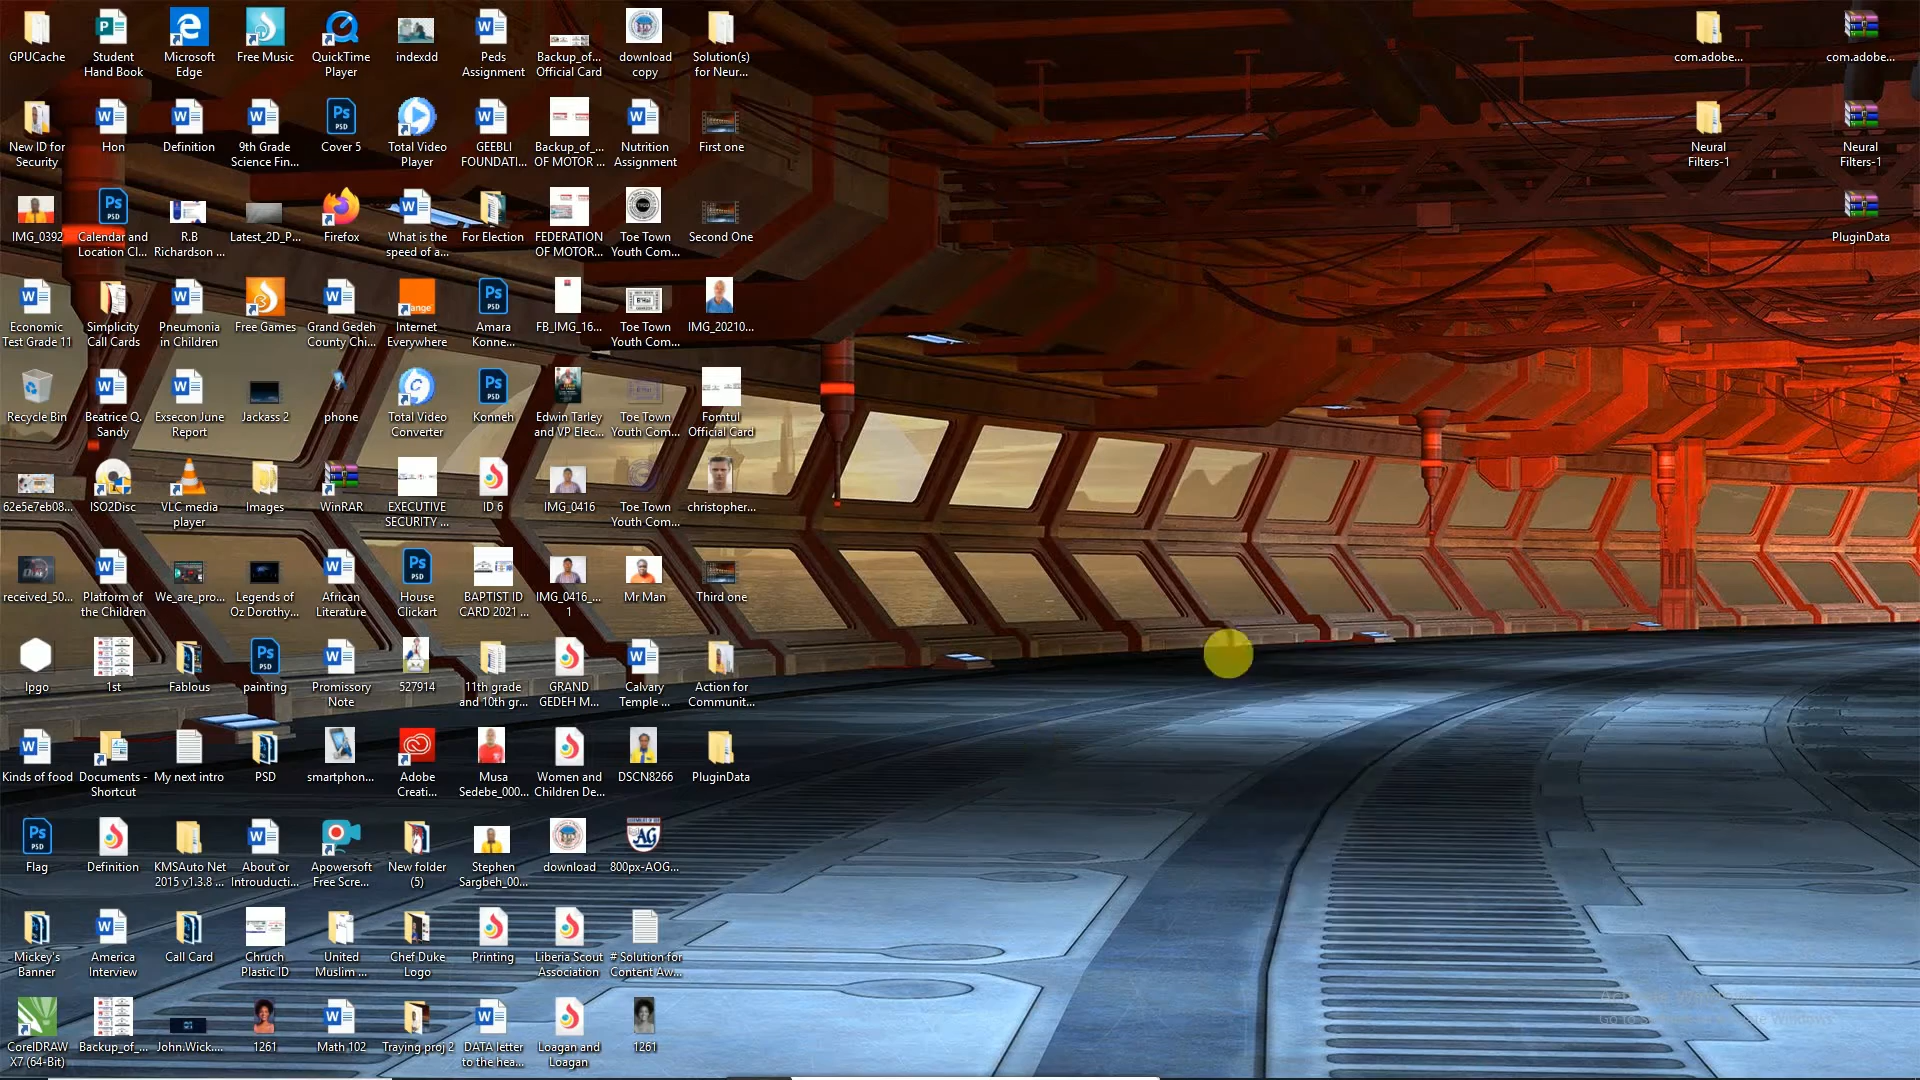 GPUCache
Student
Hand Book
Microsoft
Edge
Free Music
QuickTime
Player
indexdd
Peds
Assignment
Backup_of...
Official Card
download
copy
Solution(s)
for Neur...
com.adobe...
com.adobe...
New ID for
Security
Hon
Definition
9th Grade
Science Fin...
Cover 5
Total Video
Player
GEEBLI
FOUNDATI...
Backup_of_...
OF MOTOR ...
Nutrition
Assignment
First one
Neural
Filters-1
Neural
Filters-1
IMG_0392
Calendar and
Location Cl...
R.B
Richardson ...
Latest_2D_P...
Firefox
What is the
speed of a...
For Election
FEDERATION
OF MOTOR...
Toe Town
Youth Com...
Second One
PluginData
Economic
Test Grade 11
Simplicity
Call Cards
Pneumonia
in Children
Free Games
Grand Gedeh
County Chi...
Internet
Everywhere
Amara
Konne...
FB_IMG_16...
Toe Town
Youth Com...
IMG_20210...
Recycle Bin
Beatrice Q.
Sandy
Exsecon June
Report
Jackass 2
phone
Total Video
Converter
Konneh
Edwin Tarley
and VP Elec...
Toe Town
Youth Com...
Fomtul
Official Card
62e5e7eb08...
ISO2Disc
VLC media
player
Images
WinRAR
EXECUTIVE
SECURITY ...
ID 6
IMG_0416
Toe Town
Youth Com...
christopher...
received_50...
Platform of
the Children
We_are_pro...
Legends of
Oz Dorothy...
African
Literature
House
Clickart
BAPTIST ID
CARD 2021 ...
IMG_0416_...
1
Mr Man
Third one
Ipgo
1st
Fablous
painting
Promissory
Note
527914
11th grade
and 10th gr...
GRAND
GEDEH M...
Calvary
Temple ...
Action for
Communit...
Kinds of food
Documents -
Shortcut
My next intro
PSD
smartphon...
Adobe
Creati...
Musa
Sedebe_000...
Women and
Children De...
DSCN8266
PluginData
Flag
Definition
KMSAuto Net
2015 v1.3.8 ...
About or
Introducti...
Apowersoft
Free Scre...
New folder
(5)
Stephen
Sargbeh_00...
download
800px-AOG...
Mickey's
Banner
America
Interview
Call Card
Chruch
Plastic ID
United
Muslim ...
Chef Duke
Logo
Printing
Liberia Scout
Association
# Solution for
Content Aw...
CorelDRAW
X7 (64-Bit)
Backup_of_...
John.Wick....
1261
Math 102
Traying proj 2
DATA letter
to the hea...
Loagan and
Loagan
1261